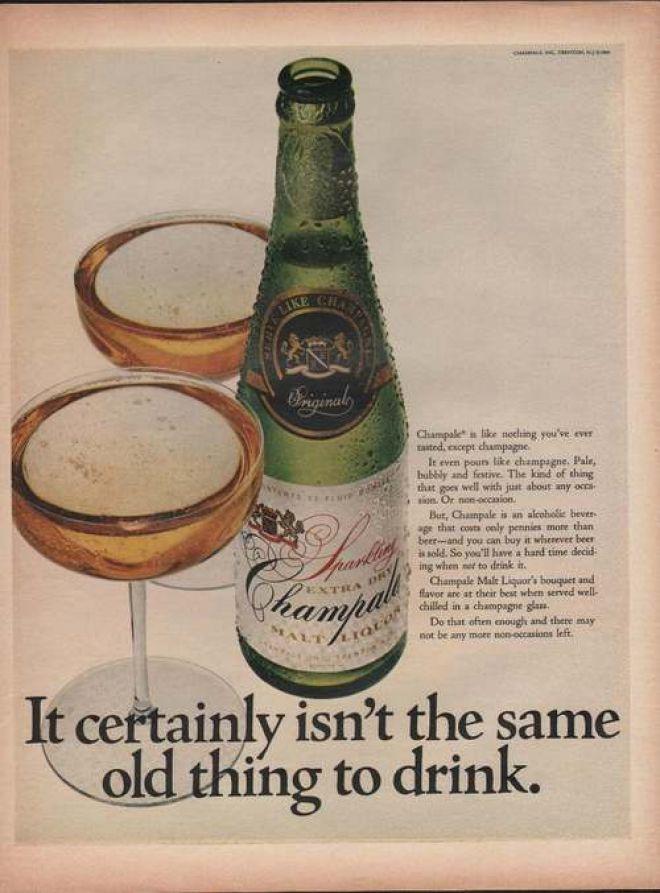 CHAMPALE, INC., TRENTON, N.J.
SERVE LIKE CHAMPAGNE
Original
Champale® is like nothing you've ever
tasted, except champagne.
It even pours like champagne. Pale,
bubbly and festive. The kind of thing
that goes well with just about any occa-
sion. Or non-occasion.
But, Champale is an alcoholic bever-
age that costs only pennies more than
beer—and you can buy it wherever beer
is sold. So you'll have a hard time decid-
ing when not to drink it.
Champale Malt Liquor's bouquet and
flavor are at their best when served well-
chilled in a champagne glass.
Do that often enough and there may
not be any more non-occasions left.
Sparkling
EXTRA DRY
Champale
MALT LIQUOR
It certainly isn't the same
old thing to drink.